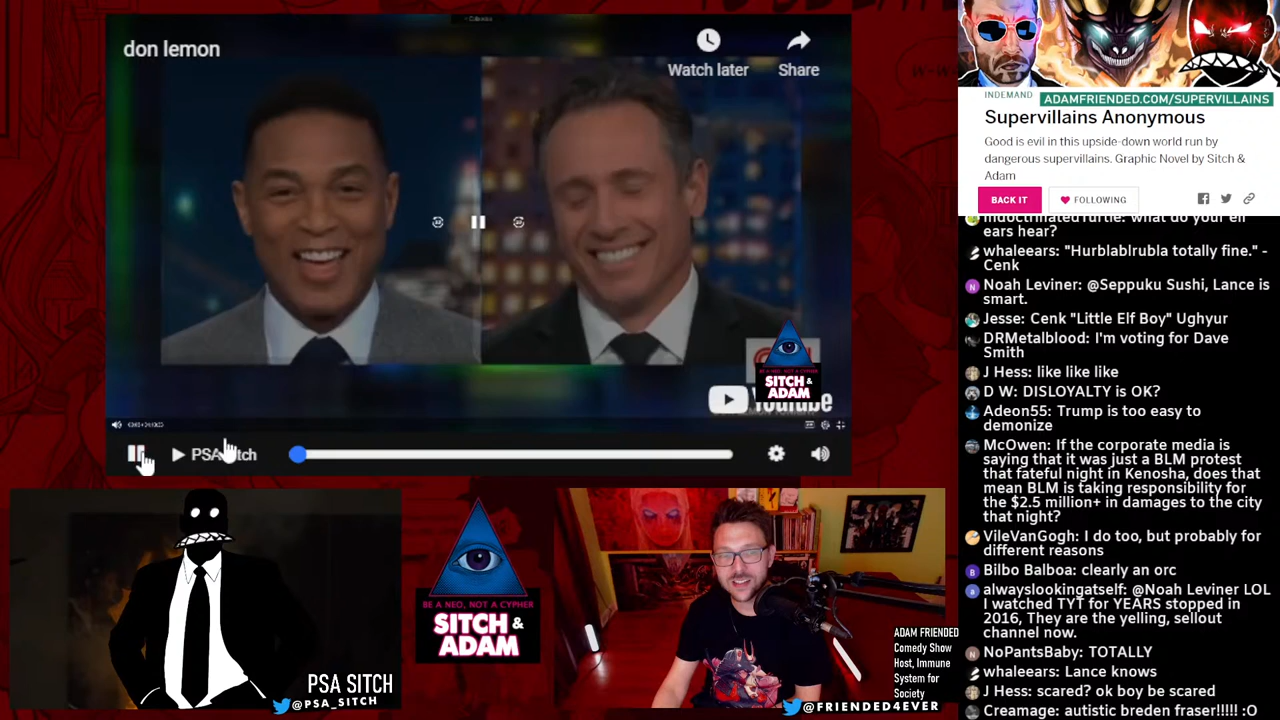 don lemon
Watch later
Share
BE A NEO, NOT A CYPHER
SITCH &
ADAM
YouTube
PSA Sitch
BE A NEO, NOT A CYPHER
SITCH &
ADAM
PSA SITCH
@PSA_SITCH
ADAM FRIENDED
Comedy Show
Host, Immune
System for
Society
@FRIENDED4EVER
INDEMAND
ADAMFRIENDED.COM/SUPERVILLAINS
Supervillains Anonymous
Good is evil in this upside-down world run by
dangerous supervillains. Graphic Novel by Sitch &
Adam
BACK IT
FOLLOWING
IndoctrinatedTurtle: what do your elf
ears hear?
whaleears: "Hurblablrubla totally fine." -
Cenk
Noah Leviner: @Seppuku Sushi, Lance is
smart.
Jesse: Cenk "Little Elf Boy" Ughyur
DRMetalblood: I'm voting for Dave
Smith
J Hess: like like like
D W: DISLOYALTY is OK?
Adeon55: Trump is too easy to
demonize
McOwen: If the corporate media is
saying that it was just a BLM protest
that fateful night in Kenosha, does that
mean BLM is taking responsibility for
the $2.5 million+ in damages to the city
that night?
VileVanGogh: I do too, but probably for
different reasons
Bilbo Balboa: clearly an orc
alwayslookingatself: @Noah Leviner LOL
I watched TYT for YEARS stopped in
2016, They are the yelling, sellout
channel now.
NoPantsBaby: TOTALLY
whaleears: Lance knows
J Hess: scared? ok boy be scared
Creamage: autistic breden fraser!!!!! :O